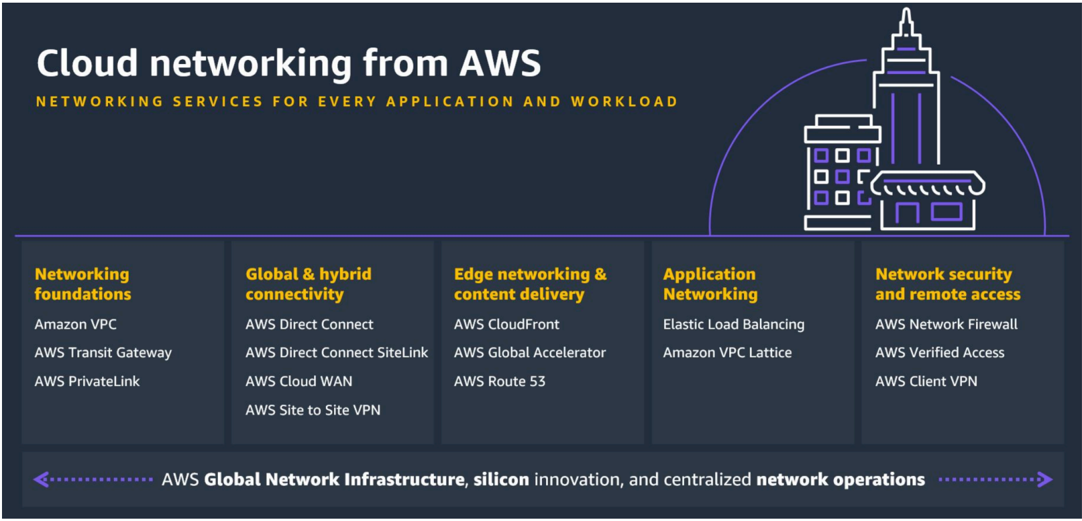 Cloud networking from AWS
NETWORKING SERVICES FOR EVERY APPLICATION AND WORKLOAD
Networking
foundations
Amazon VPC
AWS Transit Gateway
AWS PrivateLink
Global & hybrid
connectivity
AWS Direct Connect
AWS Direct Connect SiteLink
AWS Cloud WAN
AWS Site to Site VPN
Edge networking &
content delivery
AWS CloudFront
AWS Global Accelerator
AWS Route 53
Application
Networking
Elastic Load Balancing
Amazon VPC Lattice
Network security
and remote access
AWS Network Firewall
AWS Verified Access
AWS Client VPN
AWS Global Network Infrastructure, silicon innovation, and centralized network operations